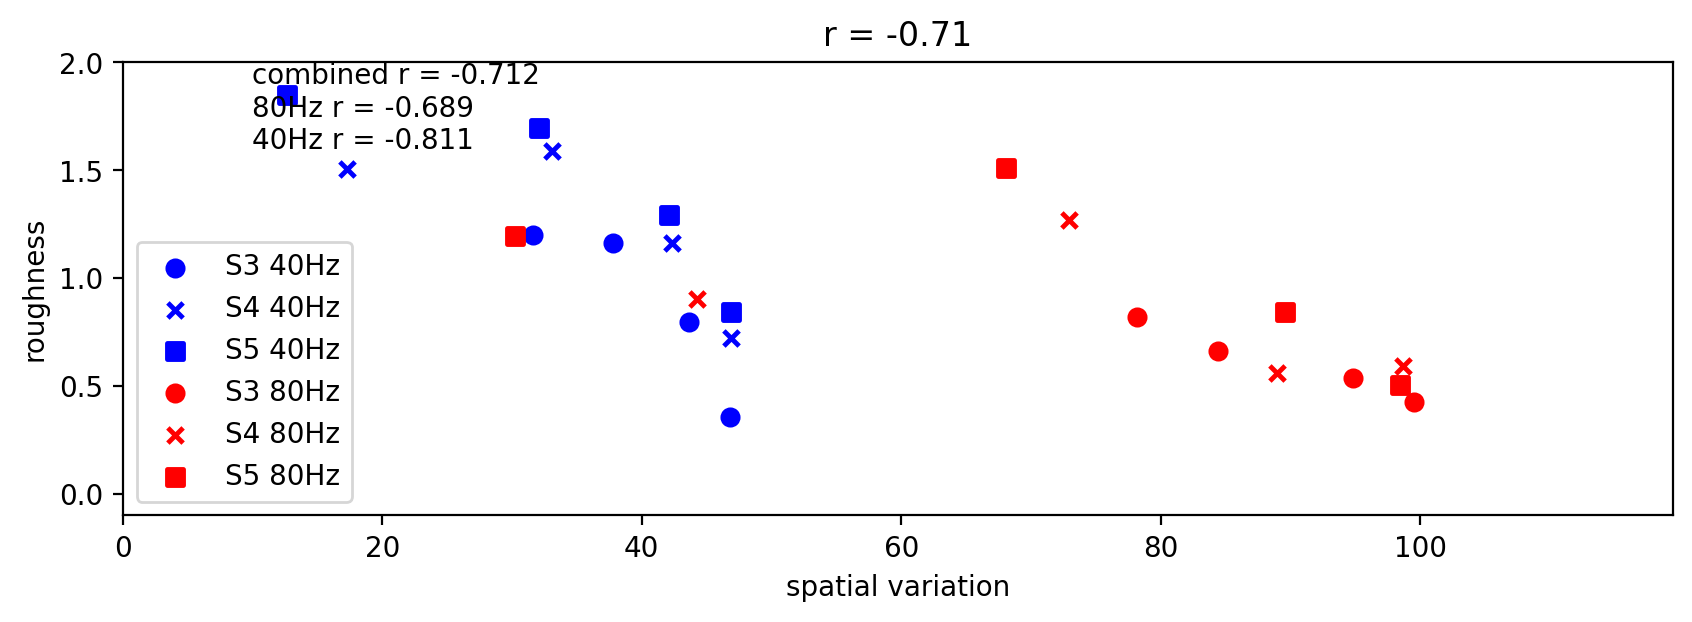 r = -0.71
combined r = -0.712
80Hz r = -0.689
40Hz r = -0.811
2.0
1.5
1.0
0.5
0.0
roughness
S3 40Hz
S4 40Hz
S5 40Hz
S3 80Hz
S4 80Hz
S5 80Hz
0 20 40 60 80 100
spatial variation